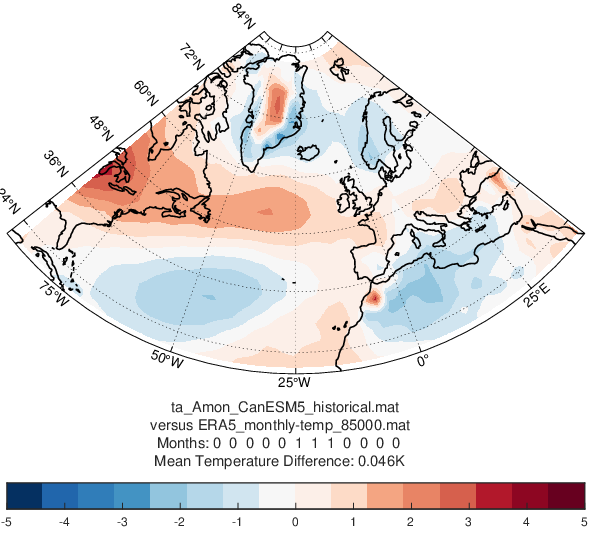 84°N
72°N
60°N
48°N
36°N
24°N
75°W
50°W
25°W
0°
25°E
ta_Amon_CanESM5_historical.mat
versus ERA5_monthly-temp_85000.mat
Months: 0 0 0 0 0 1 1 1 0 0 0 0
Mean Temperature Difference: 0.046K
-5 -4 -3 -2 -1 0 1 2 3 4 5